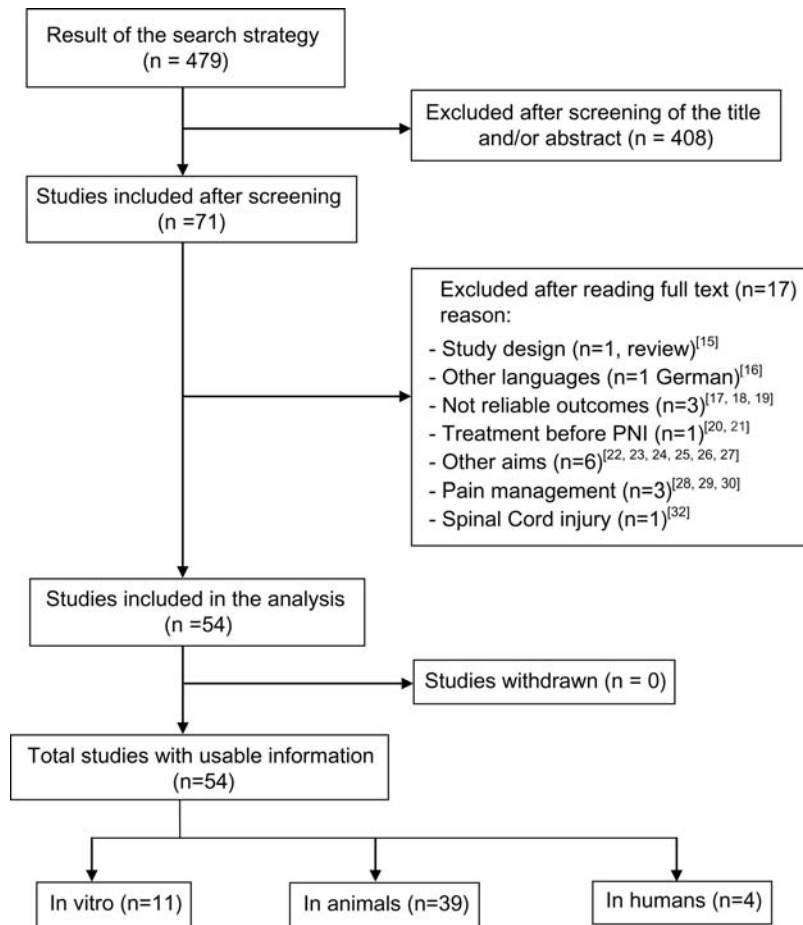 Result of the search strategy
(n = 479)
Excluded after screening of the title
and/or abstract (n = 408)
Studies included after screening
(n =71)
Excluded after reading full text (n=17)
reason:
- Study design (n=1, review)[15]
- Other languages (n=1 German)[16]
- Not reliable outcomes (n=3)[17, 18, 19]
- Treatment before PNI (n=1)[20, 21]
- Other aims (n=6)[22, 23, 24, 25, 26, 27]
- Pain management (n=3)[28, 29, 30]
- Spinal Cord injury (n=1)[32]
Studies included in the analysis
(n =54)
Studies withdrawn (n = 0)
Total studies with usable information
(n=54)
In vitro (n=11)
In animals (n=39)
In humans (n=4)